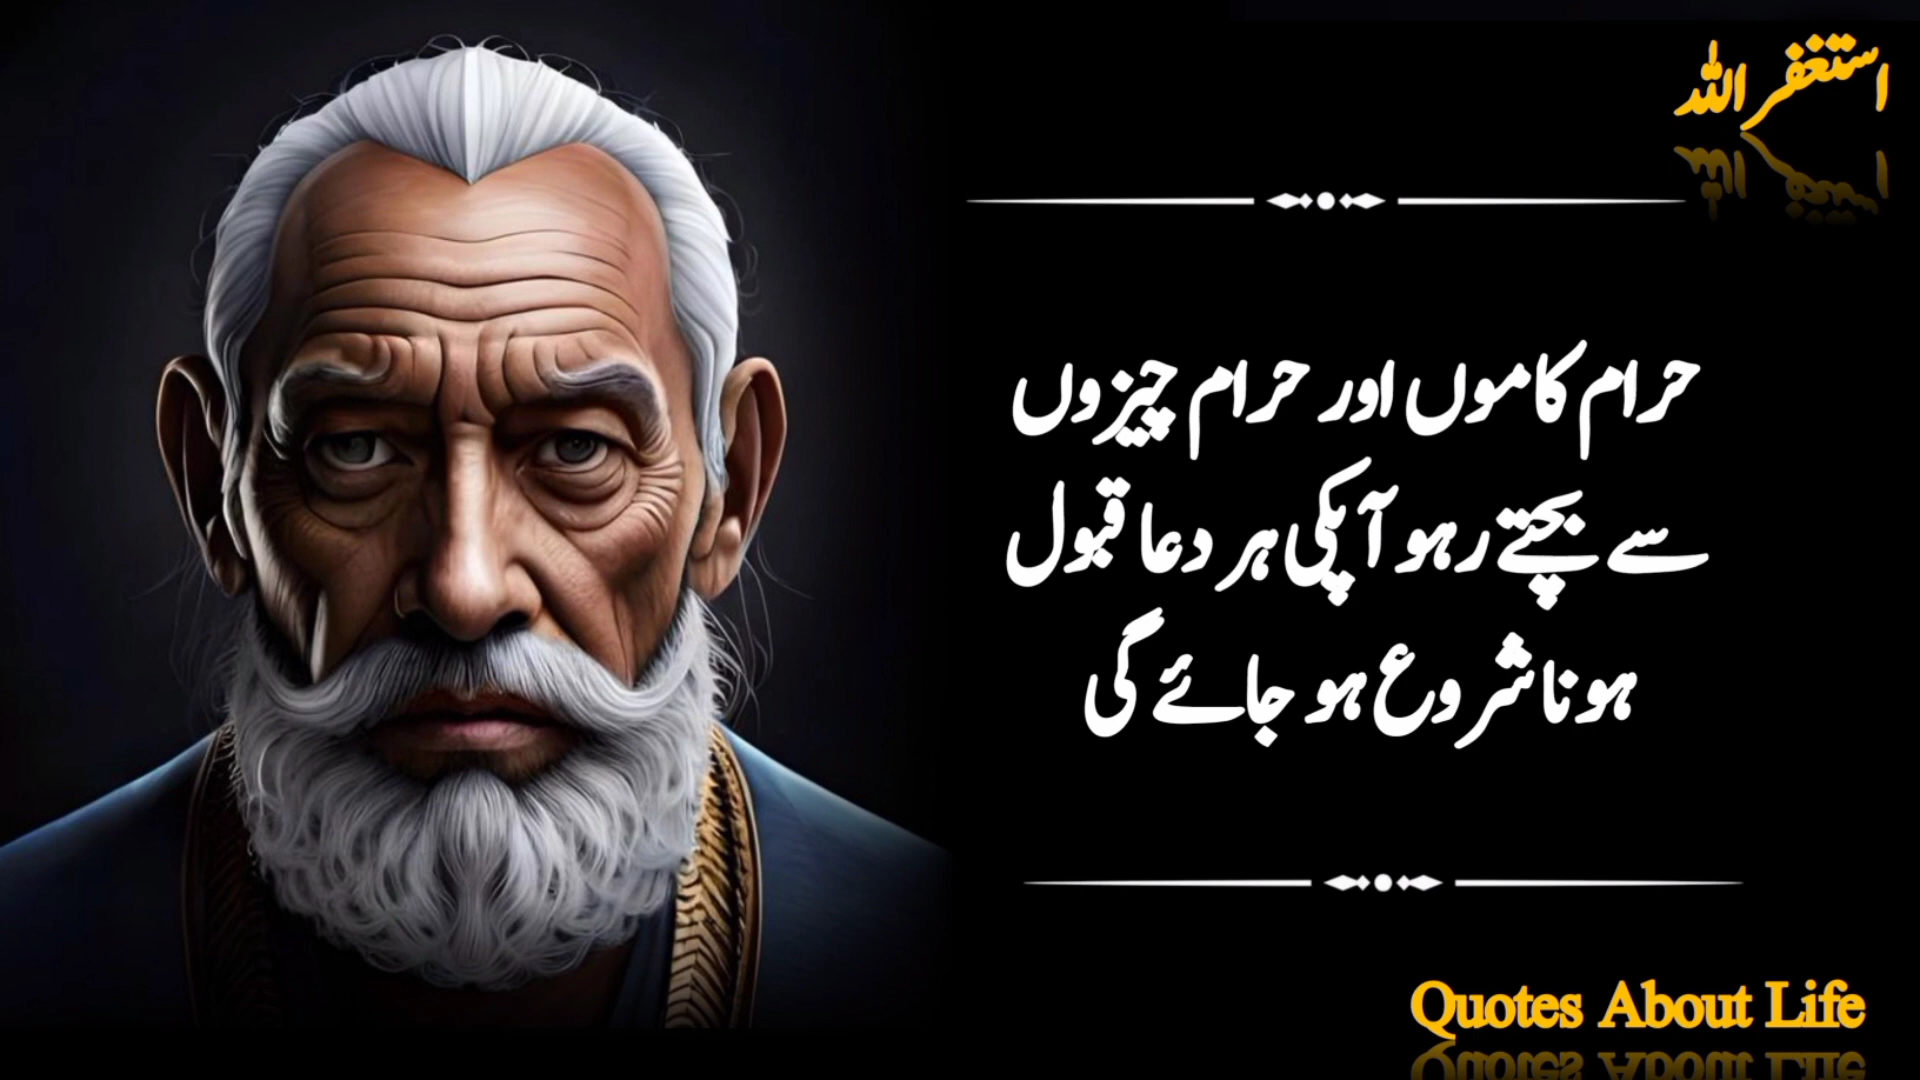 استغفر اللہ
حرام کاموں اور حرام چیزوں
سے بچتے رہو آپکی ہر دعا قبول
ہونا شروع ہو جائے گی
Quotes About Life